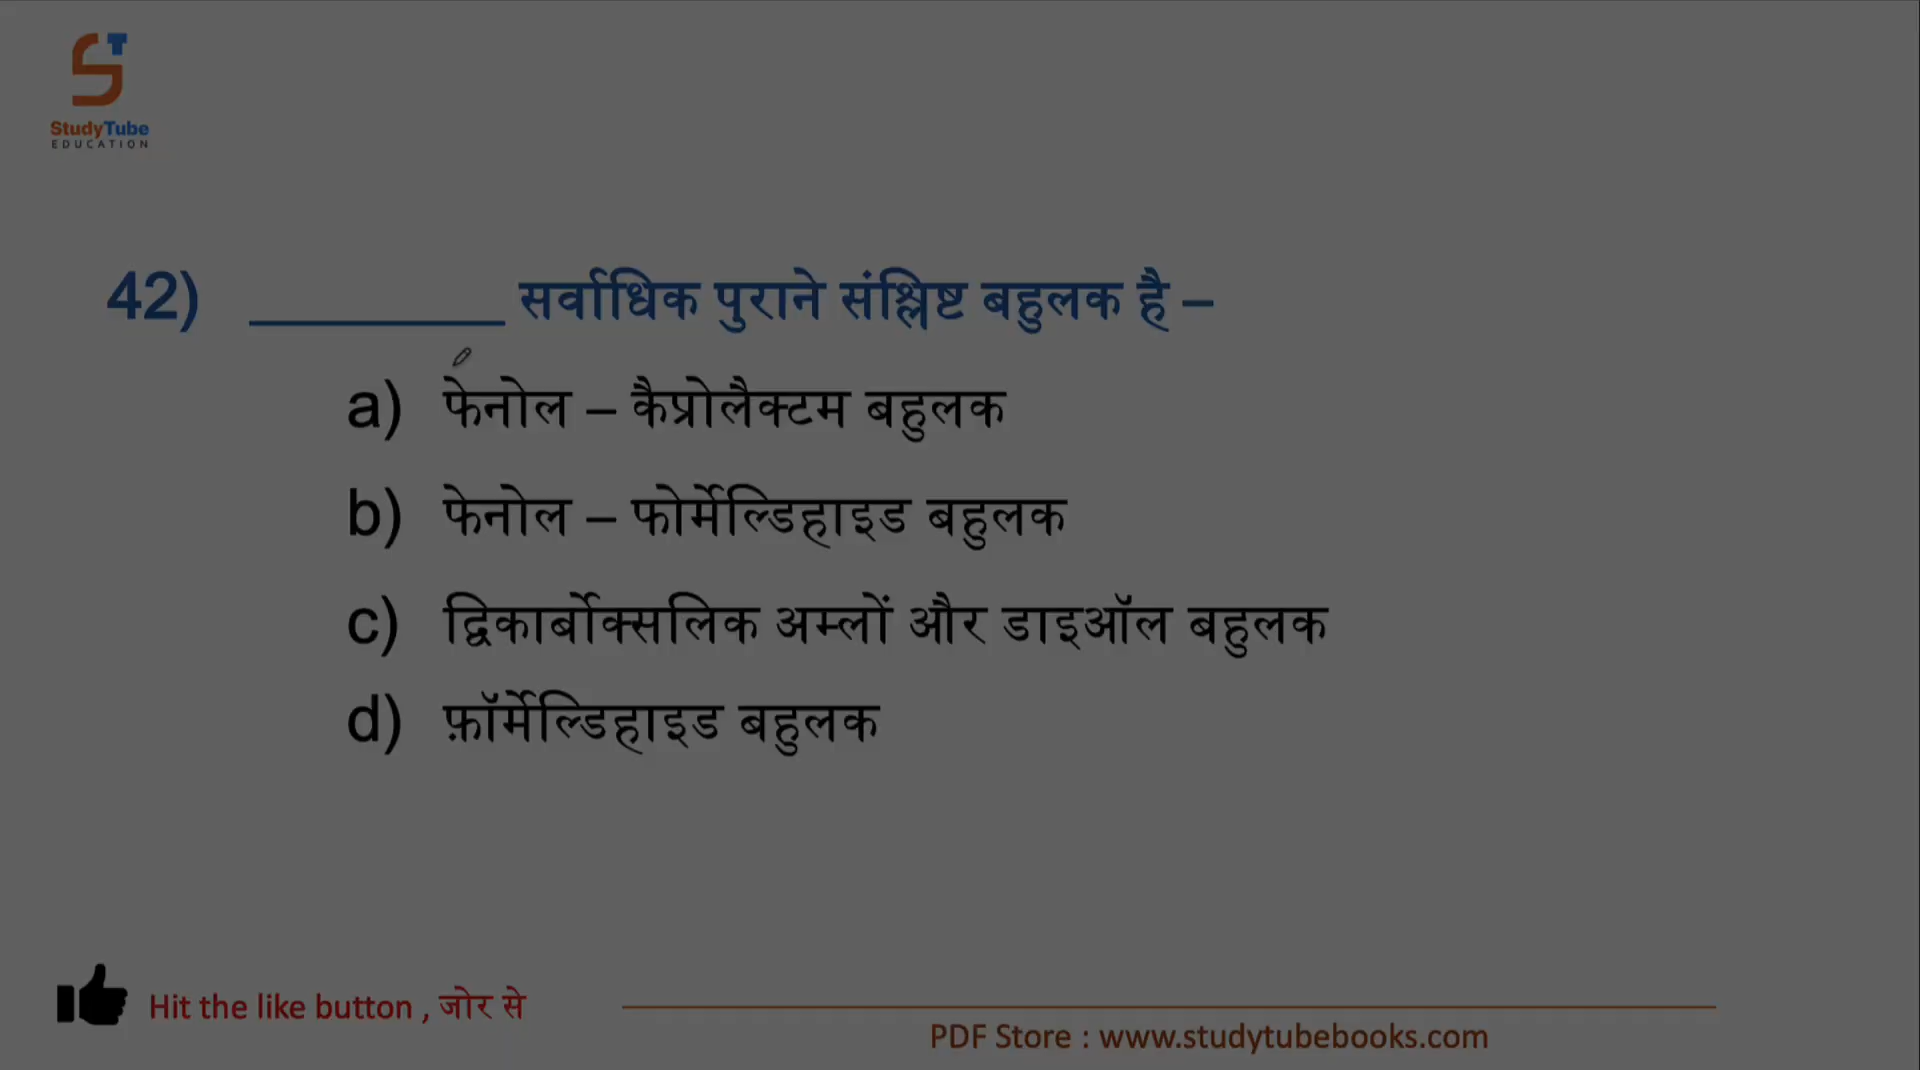 StudyTube
EDUCATION
42) __________ सर्वाधिक पुराने संश्लिष्ट बहुलक है –
a) फेनोल – कैप्रोलैक्टम बहुलक
b) फेनोल – फोर्मेल्डिहाइड बहुलक
c) द्विकार्बोक्सलिक अम्लों और डाइऑल बहुलक
d) फ़ॉर्मेल्डिहाइड बहुलक
Hit the like button , जोर से
PDF Store : www.studytubebooks.com